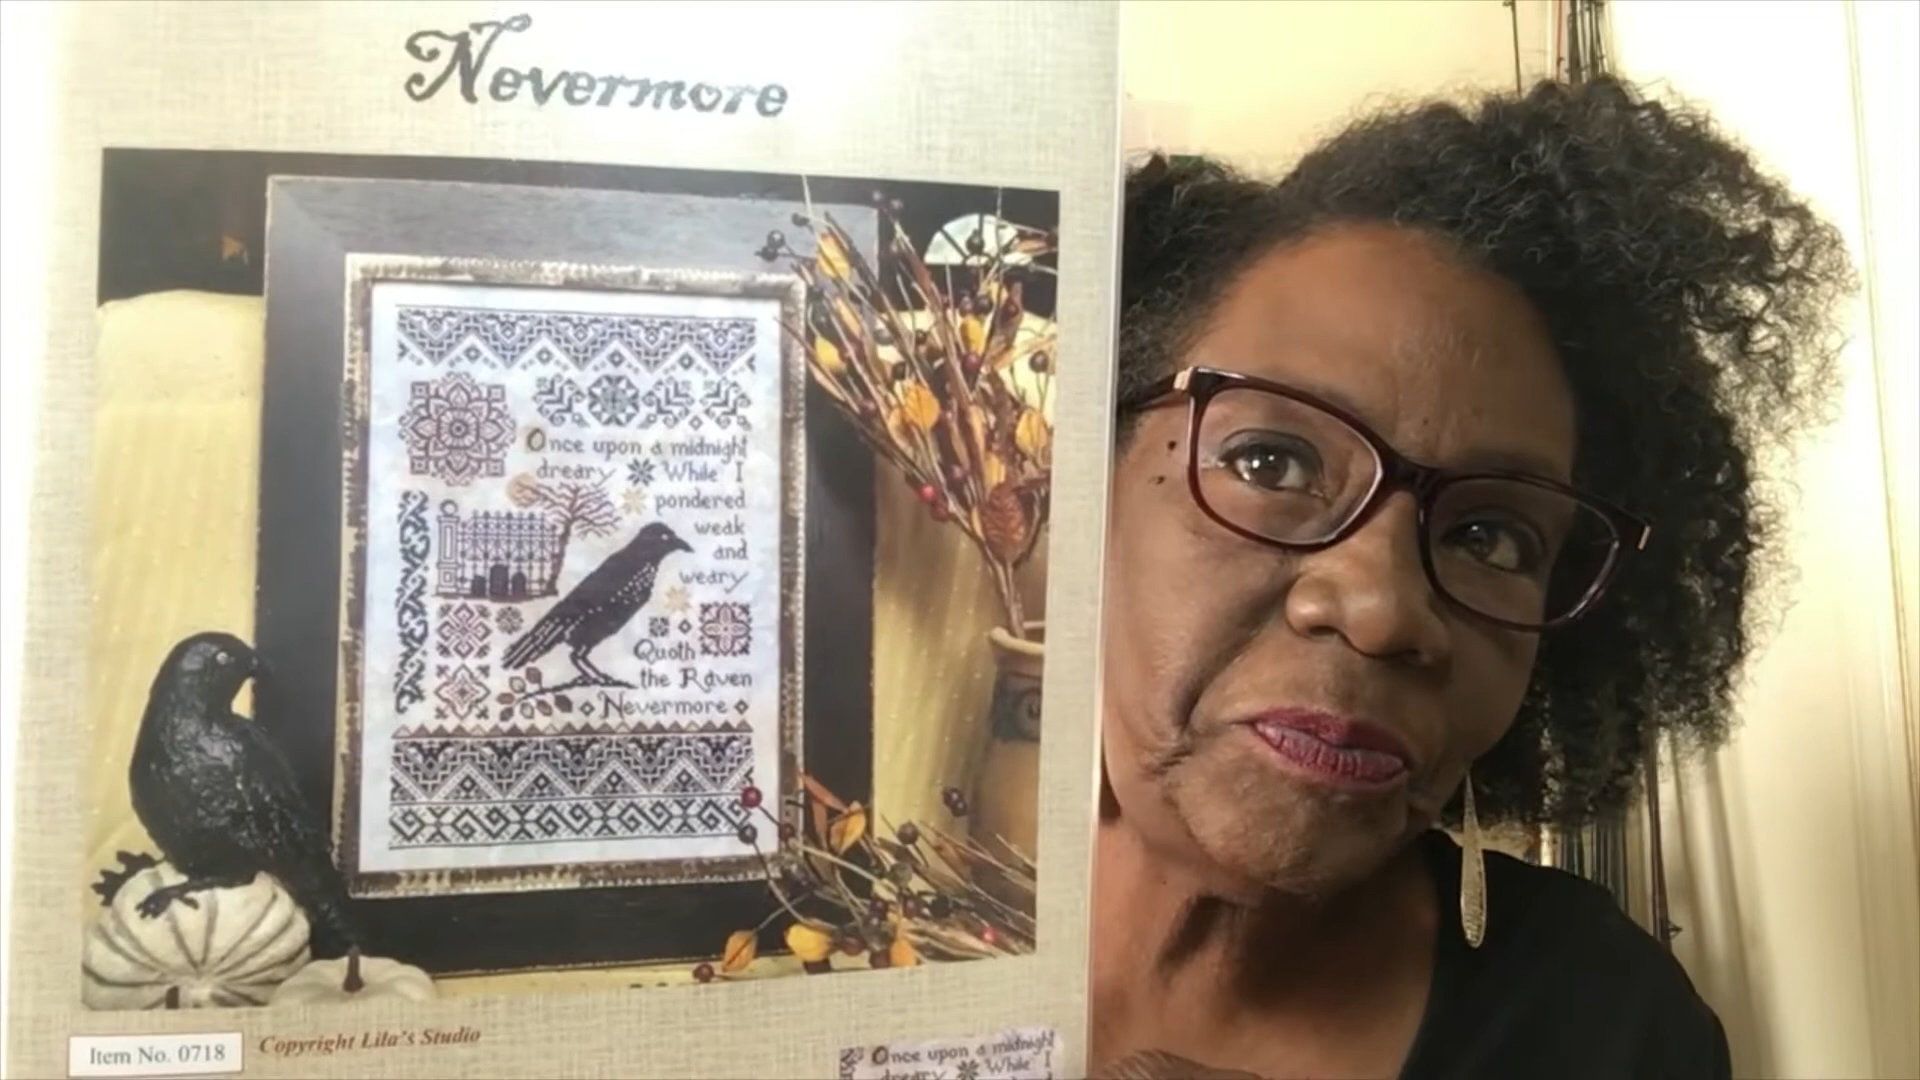 Nevermore
Once upon a midnight
dreary While I
pondered
weak
and
weary
Quoth
the Raven
Nevermore
Item No. 0718
Copyright Lila's Studio
Once upon a midnight
dreary While I